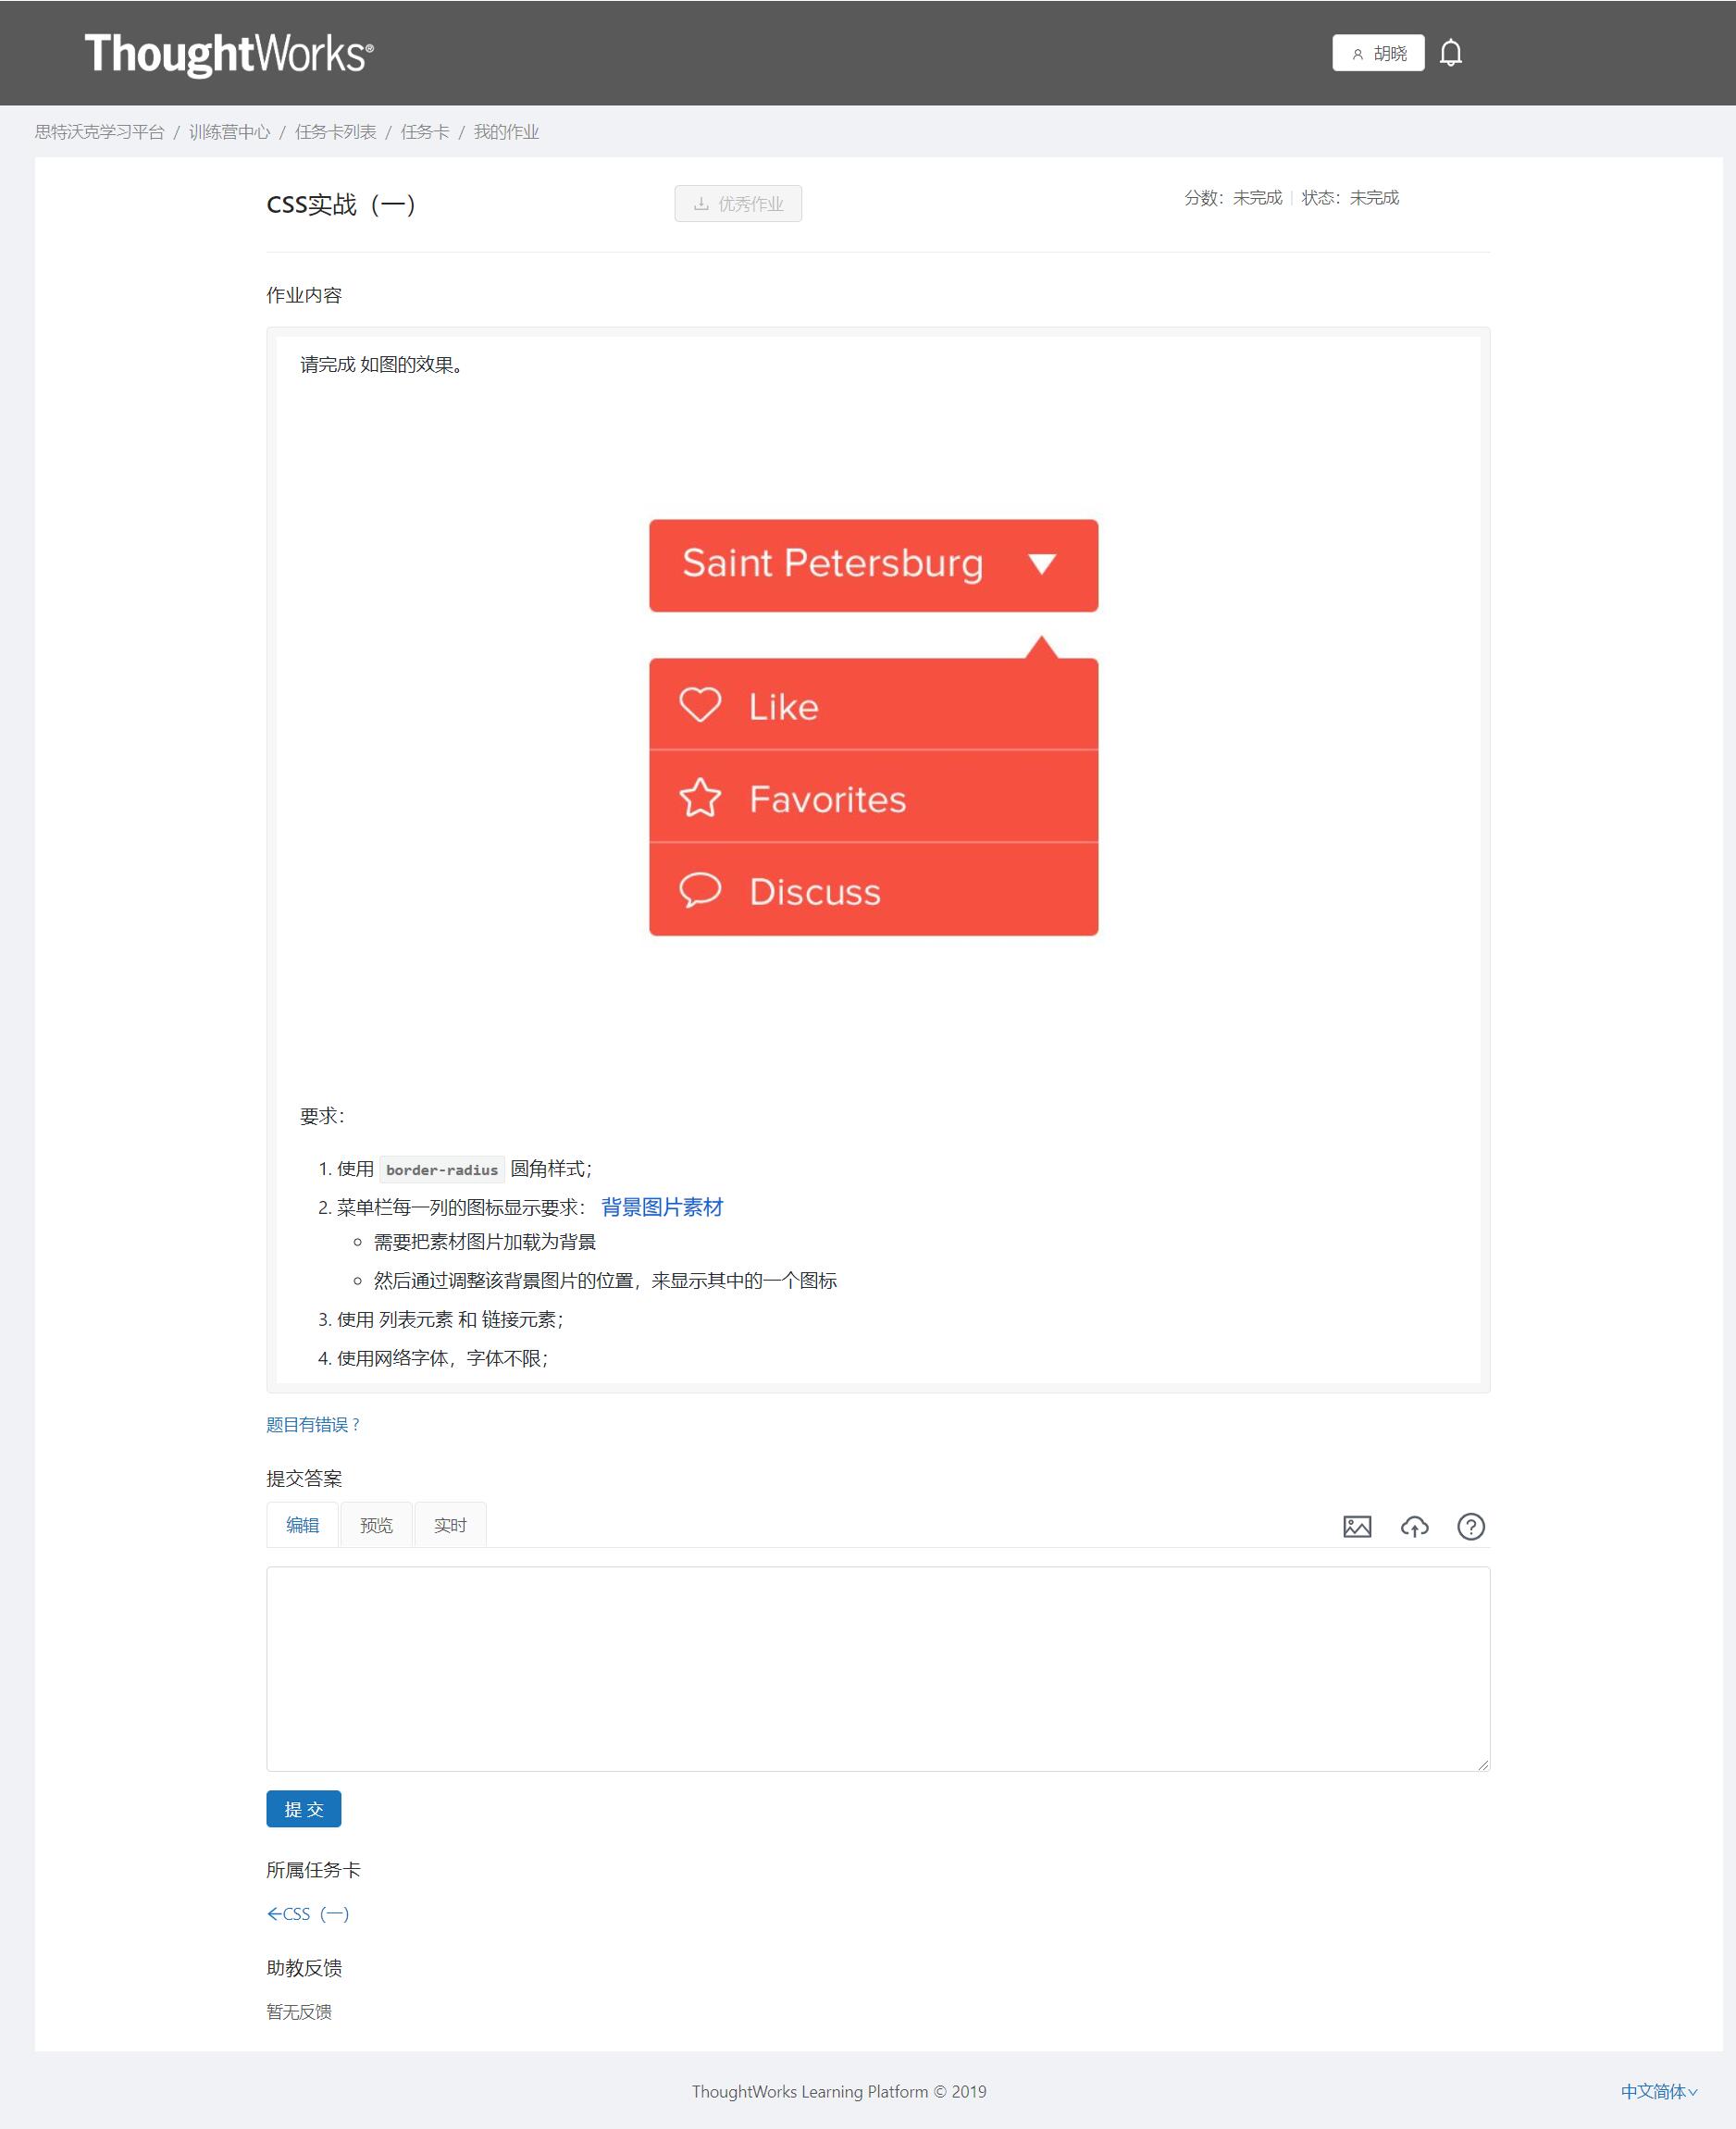 ThoughtWorks®
胡晓
思特沃克学习平台 / 训练营中心 / 任务卡列表 / 任务卡 / 我的作业
CSS实战（一）
优秀作业
分数：未完成 | 状态：未完成
作业内容
请完成 如图的效果。
Saint Petersburg
Like
Favorites
Discuss
要求：
1. 使用 border-radius 圆角样式；
2. 菜单栏每一列的图标显示要求： 背景图片素材
需要把素材图片加载为背景
然后通过调整该背景图片的位置，来显示其中的一个图标
3. 使用 列表元素 和 链接元素；
4. 使用网络字体，字体不限；
题目有错误？
提交答案
编辑 预览 实时
提 交
所属任务卡
←CSS（一）
助教反馈
暂无反馈
ThoughtWorks Learning Platform © 2019
中文简体